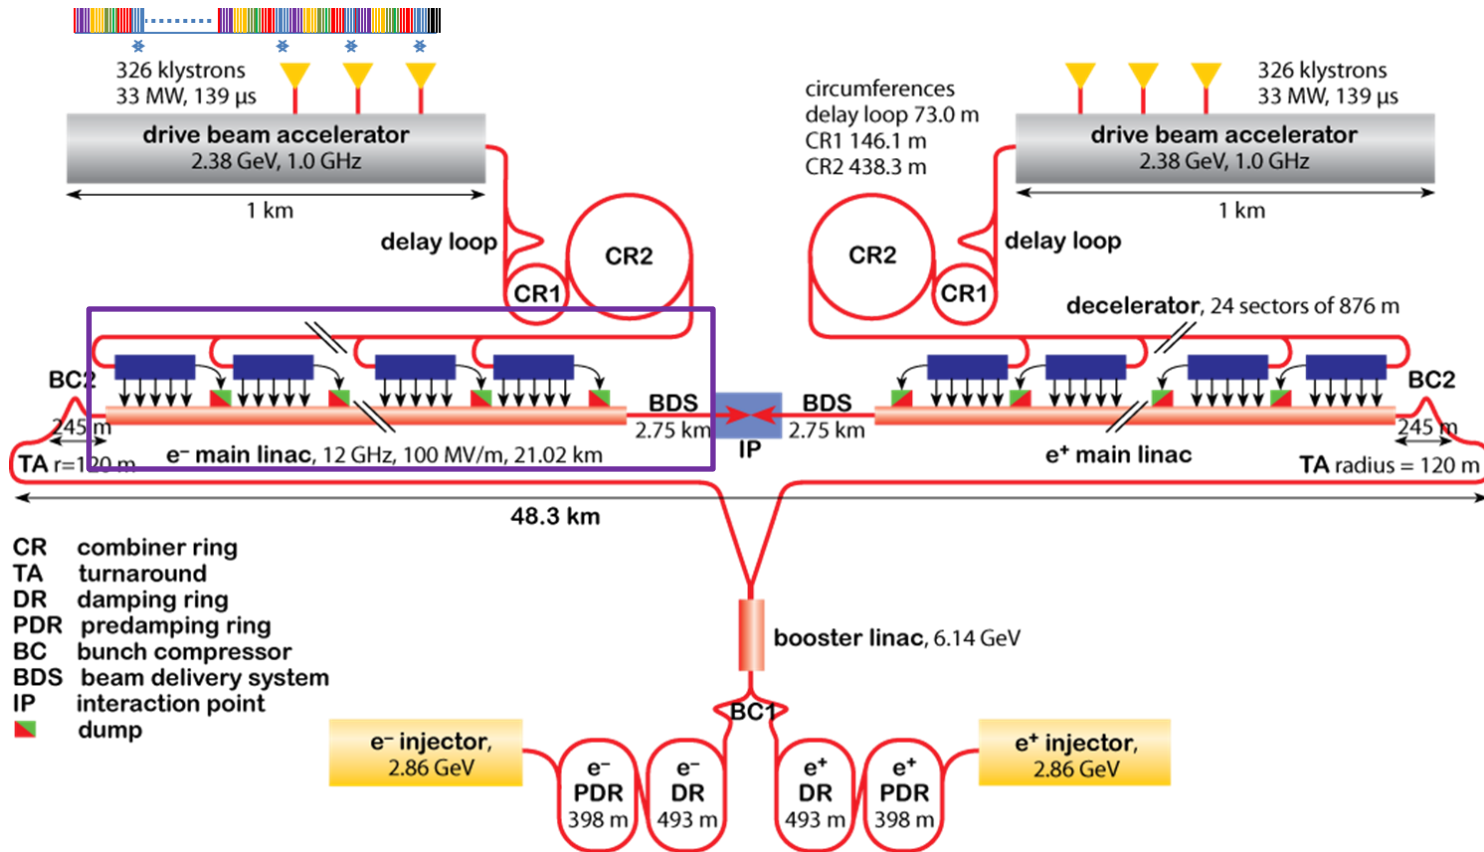 326 klystrons
33 MW, 139 μs
drive beam accelerator
2.38 GeV, 1.0 GHz
1 km
delay loop
CR1
CR2
circumferences
delay loop 73.0 m
CR1 146.1 m
CR2 438.3 m
326 klystrons
33 MW, 139 μs
drive beam accelerator
2.38 GeV, 1.0 GHz
1 km
delay loop
CR2
CR1
decelerator, 24 sectors of 876 m
BC2
245 m
TA r=120 m
e⁻ main linac, 12 GHz, 100 MV/m, 21.02 km
BDS
2.75 km
IP
BDS
2.75 km
e⁺ main linac
BC2
245 m
TA radius = 120 m
48.3 km
CR combiner ring
TA turnaround
DR damping ring
PDR predamping ring
BC bunch compressor
BDS beam delivery system
IP interaction point
dump
booster linac, 6.14 GeV
BC1
e⁻ injector,
2.86 GeV
e⁻
PDR
398 m
e⁻
DR
493 m
e⁺
DR
493 m
e⁺
PDR
398 m
e⁺ injector,
2.86 GeV